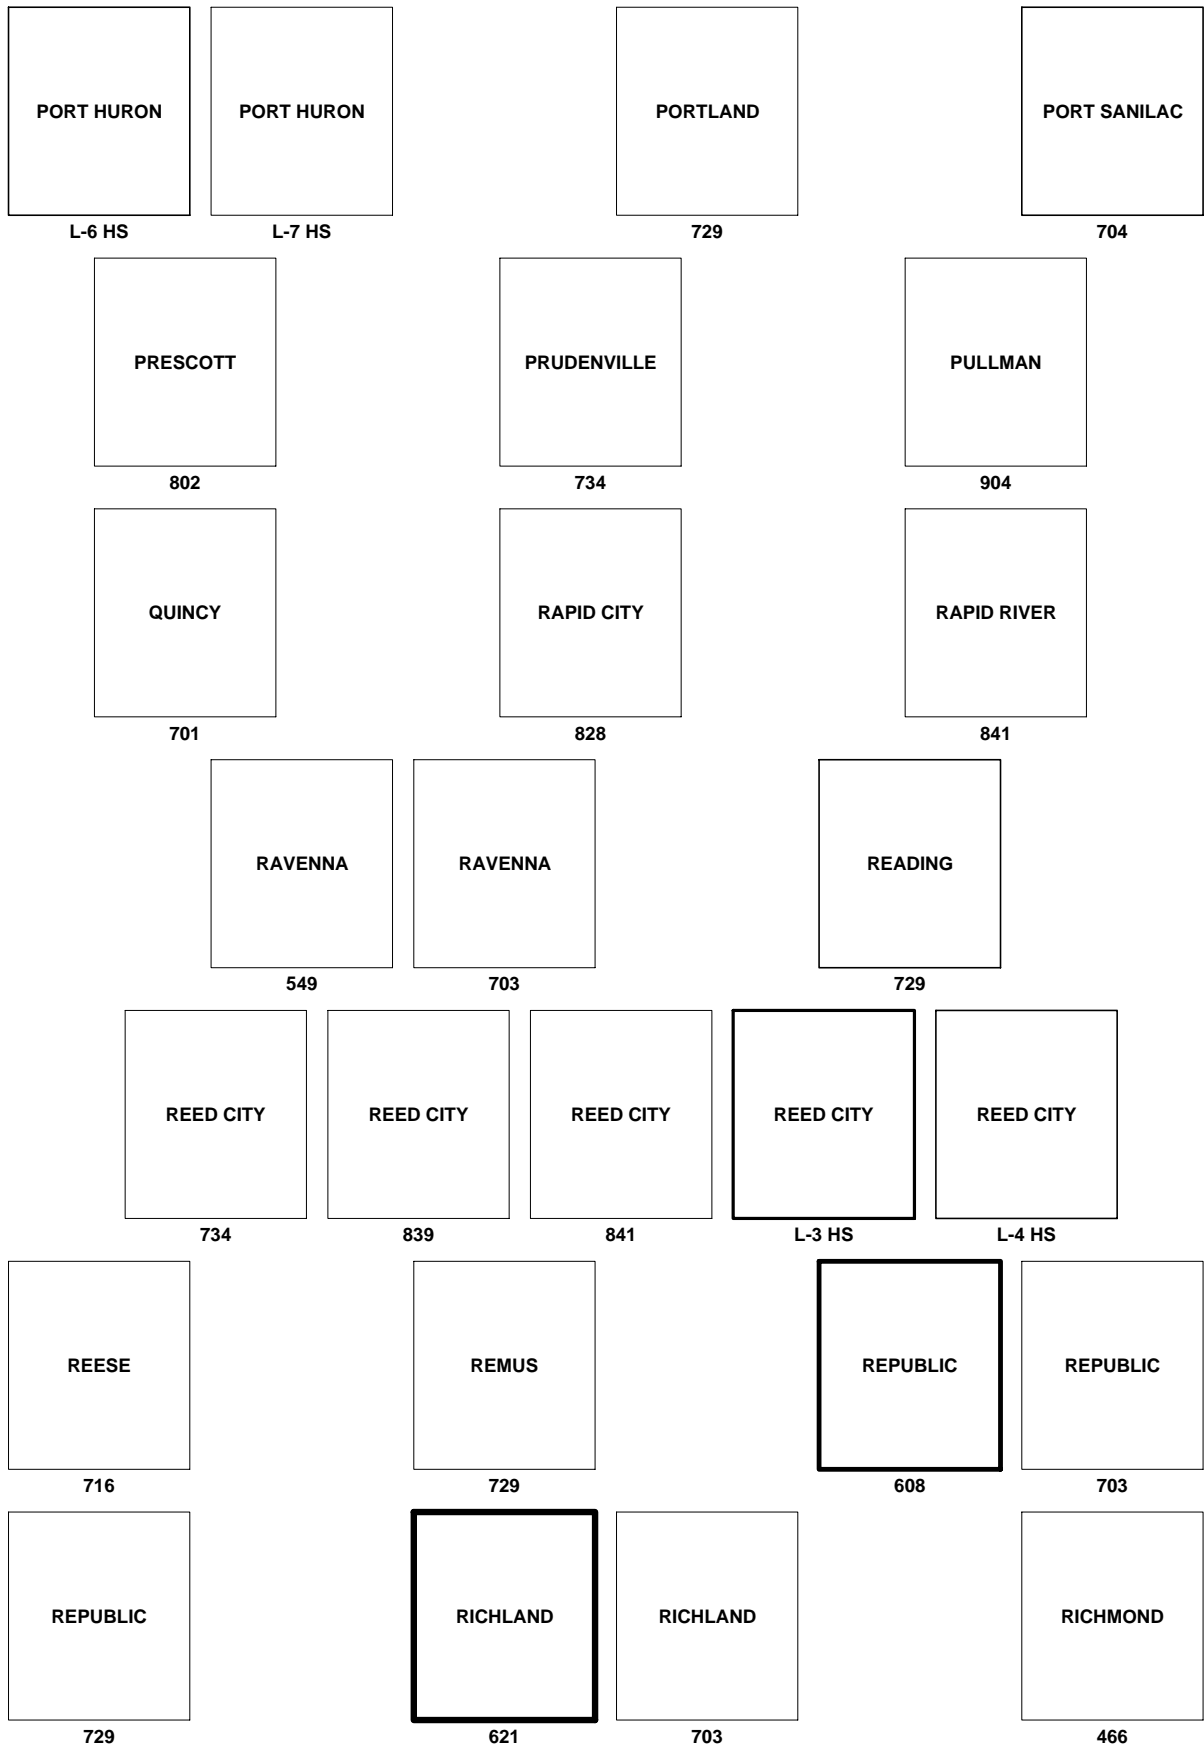 PORT HURON PORT HURON PORTLAND PORT SANILAC
L-6 HS L-7 HS 729 704
PRESCOTT PRUDENVILLE PULLMAN
802 734 904
QUINCY RAPID CITY RAPID RIVER
701 828 841
RAVENNA RAVENNA READING
549 703 729
REED CITY REED CITY REED CITY REED CITY REED CITY
734 839 841 L-3 HS L-4 HS
REESE REMUS REPUBLIC REPUBLIC
716 729 608 703
REPUBLIC RICHLAND RICHLAND RICHMOND
729 621 703 466